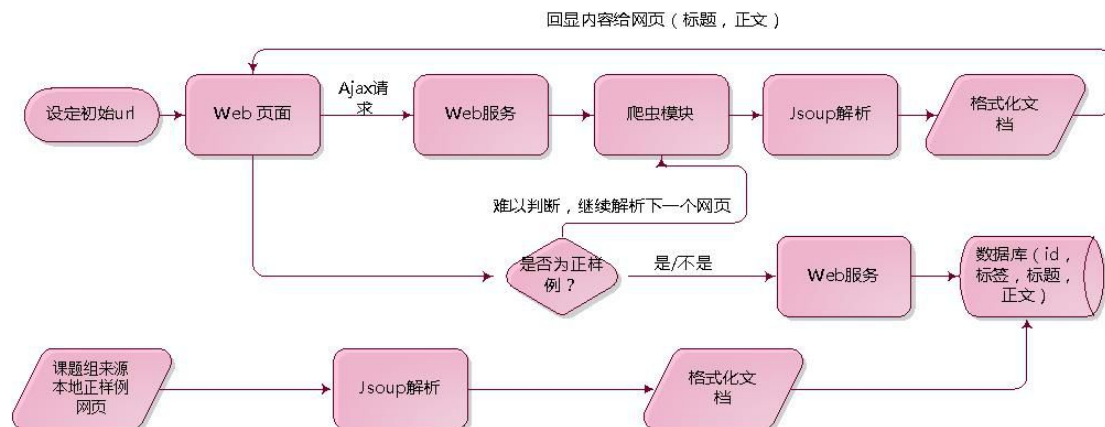 回显内容给网页（标题，正文）
设定初始url
Web 页面
Ajax请
求
Web服务
爬虫模块
Jsoup解析
格式化文
档
难以判断，继续解析下一个网页
是否为正样
例？
是/不是
Web服务
数据库（id，
标签，标题，
正文）
课题组来源
本地正样例
网页
Jsoup解析
格式化文
档